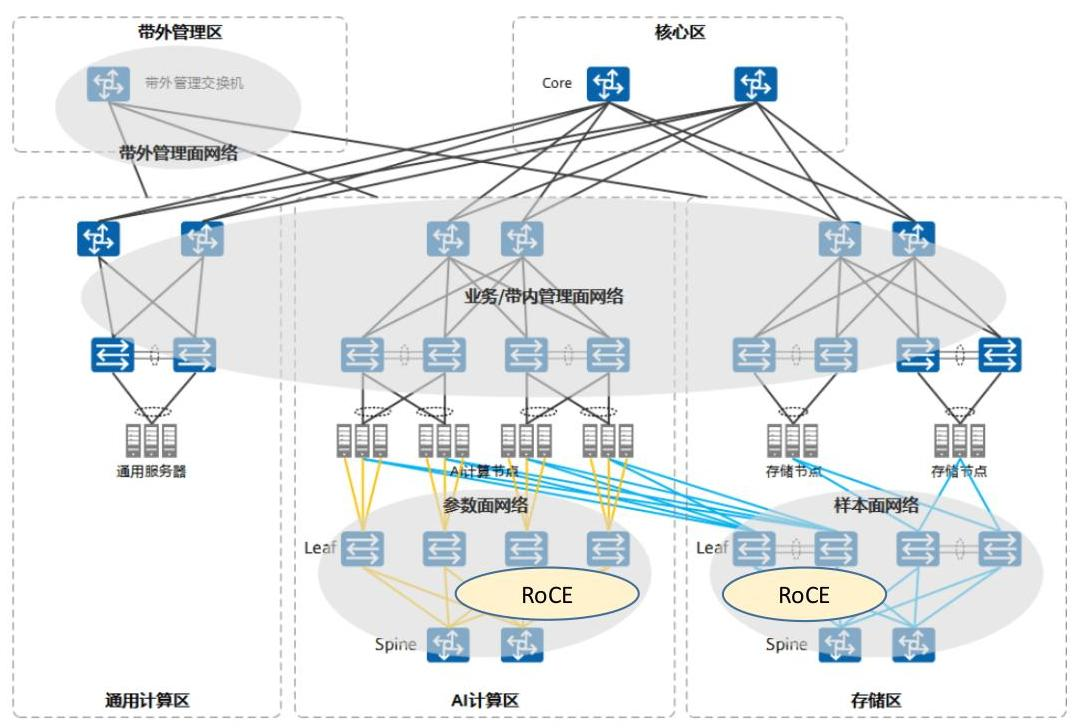 带外管理区
核心区
带外管理交换机
Core
带外管理面网络
业务/带内管理面网络
通用服务器
AI计算节点
存储节点
存储节点
参数面网络
样本面网络
Leaf
Leaf
RoCE
RoCE
Spine
Spine
通用计算区
AI计算区
存储区